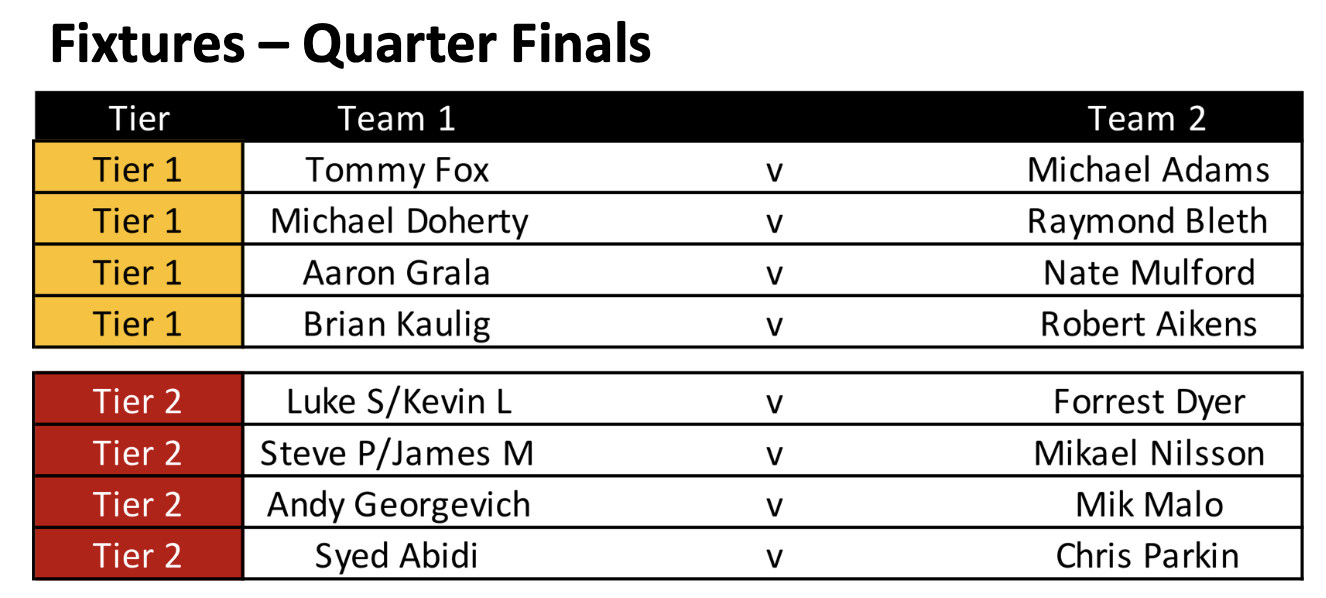 Fixtures – Quarter Finals
Tier Team 1 Team 2
Tier 1 Tommy Fox v Michael Adams
Tier 1 Michael Doherty v Raymond Bleth
Tier 1 Aaron Grala v Nate Mulford
Tier 1 Brian Kaulig v Robert Aikens
Tier 2 Luke S/Kevin L v Forrest Dyer
Tier 2 Steve P/James M v Mikael Nilsson
Tier 2 Andy Georgevich v Mik Malo
Tier 2 Syed Abidi v Chris Parkin